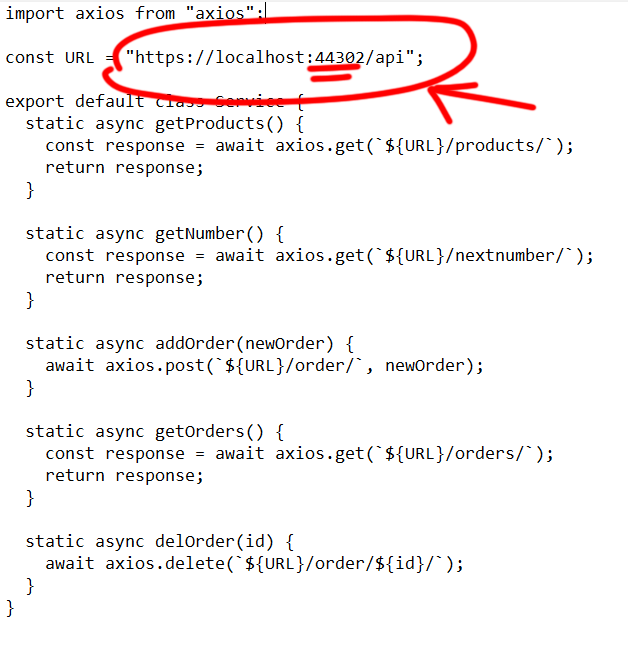 import axios from "axios";
const URL = "https://localhost:44302/api";
export default class Service {
static async getProducts() {
const response = await axios.get(`${URL}/products/`);
return response;
}
static async getNumber() {
const response = await axios.get(`${URL}/nextnumber/`);
return response;
}
static async addOrder(newOrder) {
await axios.post(`${URL}/order/`, newOrder);
}
static async getOrders() {
const response = await axios.get(`${URL}/orders/`);
return response;
}
static async delOrder(id) {
await axios.delete(`${URL}/order/${id}/`);
}
}